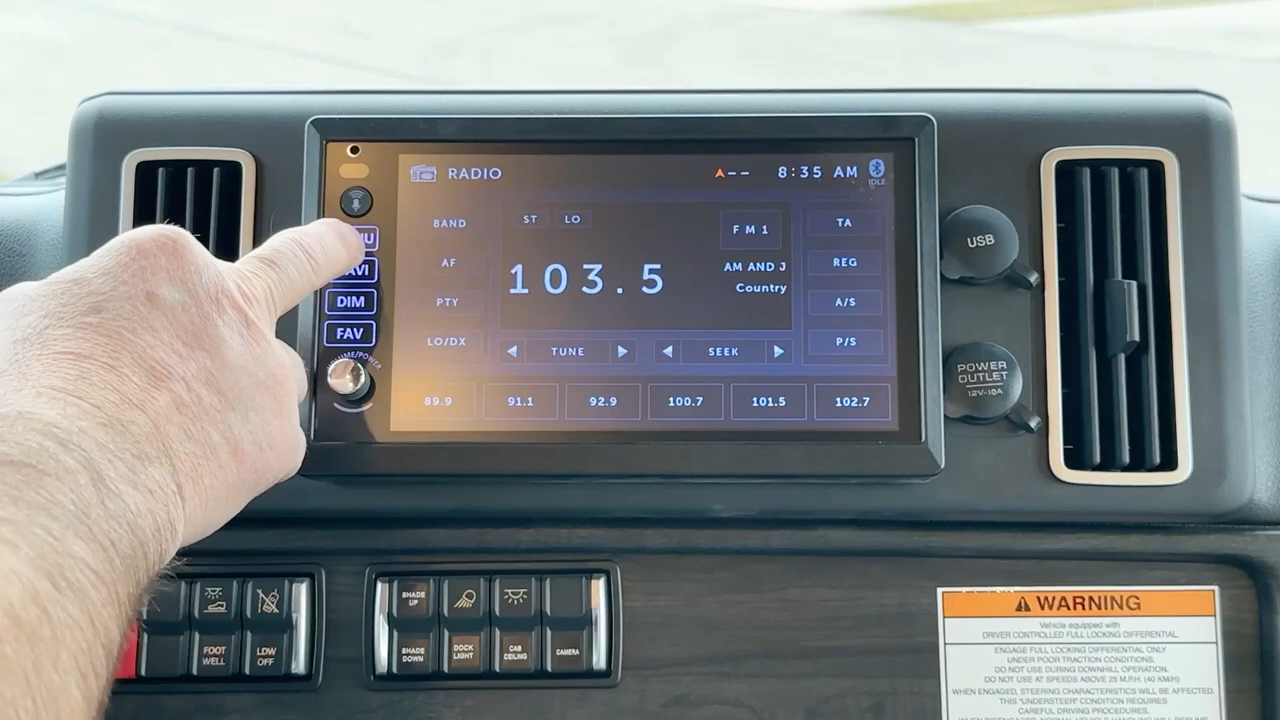 RADIO
--
8:35 AM
IDLE
BAND
ST
LO
FM1
TA
AF
103.5
AM AND J
Country
REG
PTY
A/S
LO/DX
TUNE
SEEK
P/S
89.9
91.1
92.9
100.7
101.5
102.7
DIM
FAV
VOLUME/POWER
USB
POWER
OUTLET
12V-10A
FOOT
WELL
LDW
OFF
SHADE
UP
SHADE
DOWN
DOCK
LIGHT
CAB
CEILING
CAMERA
WARNING
Vehicle equipped with
DRIVER CONTROLLED FULL LOCKING DIFFERENTIAL.
ENGAGE FULL LOCKING DIFFERENTIAL ONLY
UNDER POOR TRACTION CONDITIONS.
DO NOT USE DURING DOWNHILL OPERATION.
DO NOT USE AT SPEEDS ABOVE 25 M.P.H. (40 KM/H)
WHEN ENGAGED, STEERING CHARACTERISTICS WILL BE AFFECTED.
THIS "UNDERSTEER" CONDITION REQUIRES
CAREFUL DRIVING PROCEDURES.